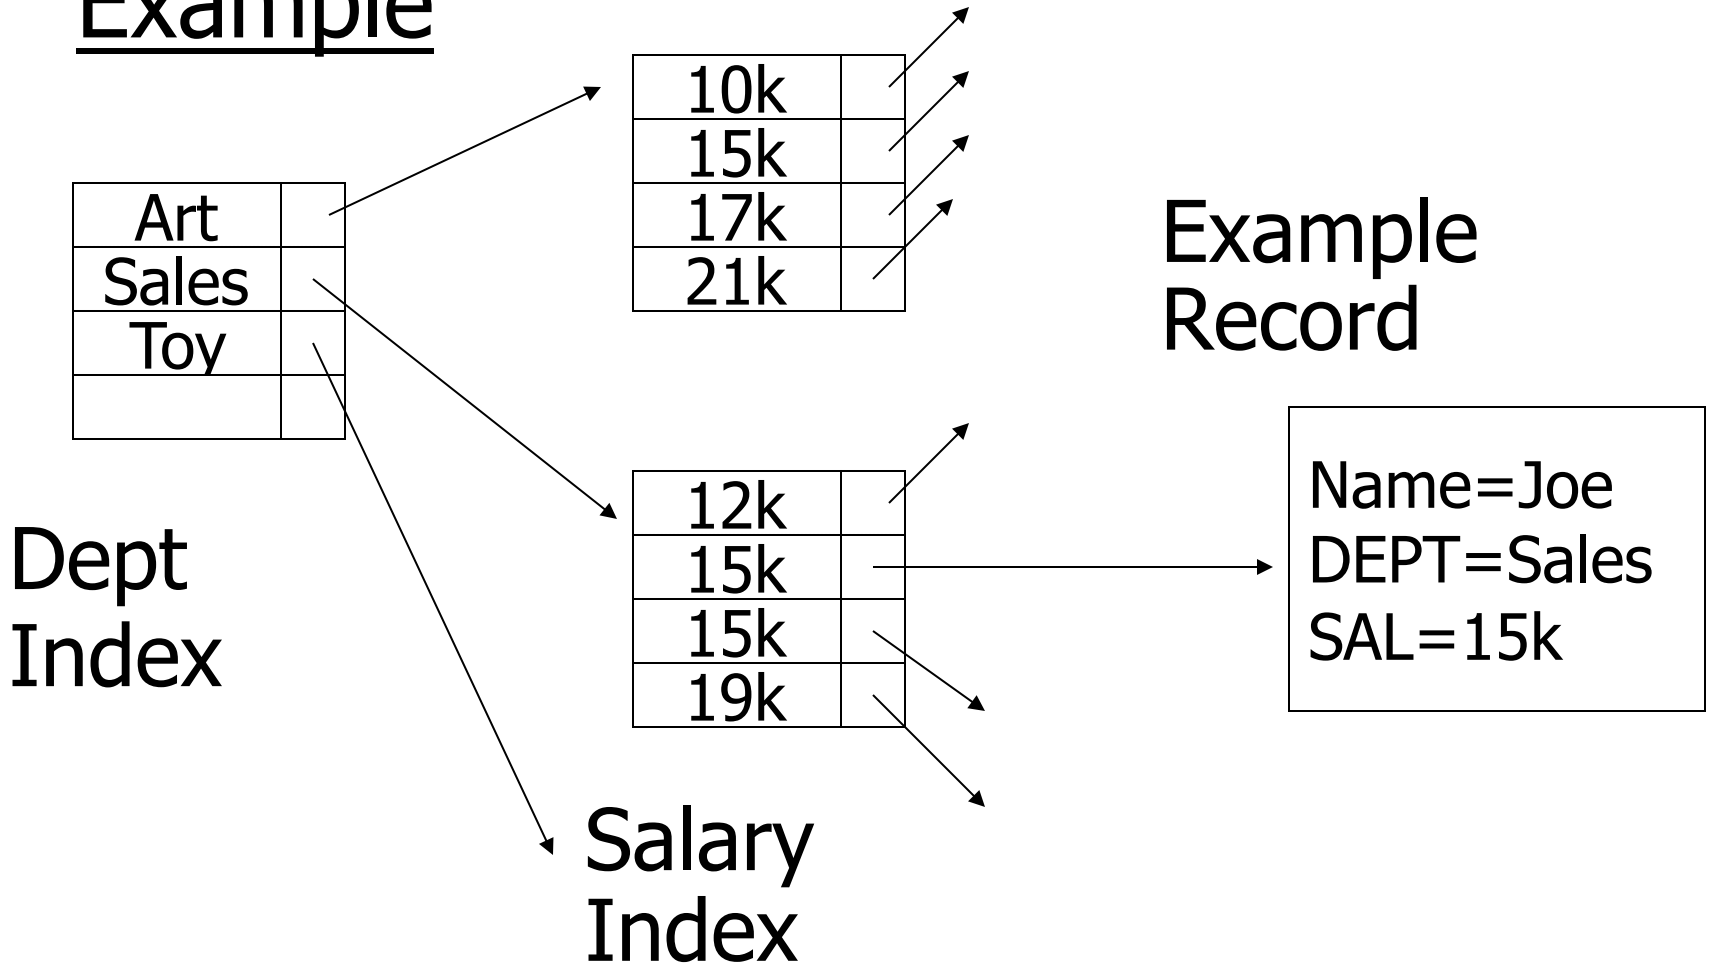 Example
Art
Sales
Toy
Dept
Index
10k
15k
17k
21k
12k
15k
15k
19k
Salary
Index
Example
Record
Name=Joe
DEPT=Sales
SAL=15k